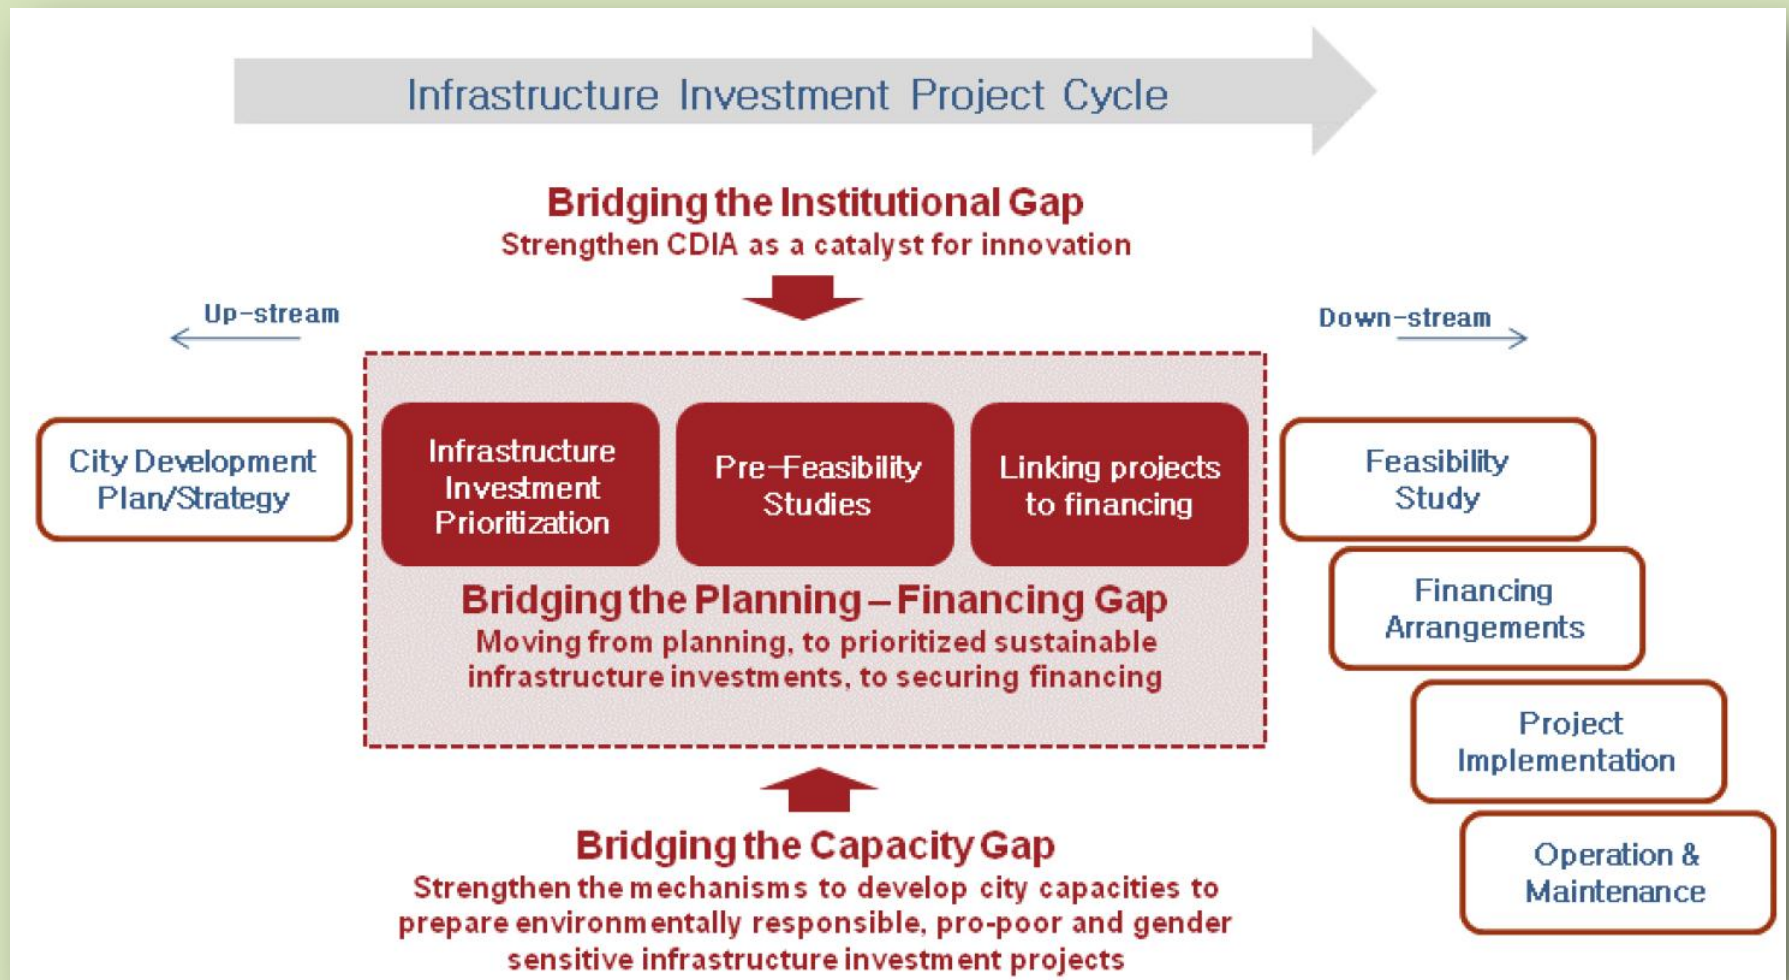 Infrastructure Investment Project Cycle
Bridging the Institutional Gap
Strengthen CDIA as a catalyst for innovation
Up-stream
Down-stream
City Development
Plan/Strategy
Infrastructure
Investment
Prioritization
Pre-Feasibility
Studies
Linking projects
to financing
Feasibility
Study
Bridging the Planning – Financing Gap
Moving from planning, to prioritized sustainable
infrastructure investments, to securing financing
Financing
Arrangements
Project
Implementation
Operation &
Maintenance
Bridging the Capacity Gap
Strengthen the mechanisms to develop city capacities to
prepare environmentally responsible, pro-poor and gender
sensitive infrastructure investment projects